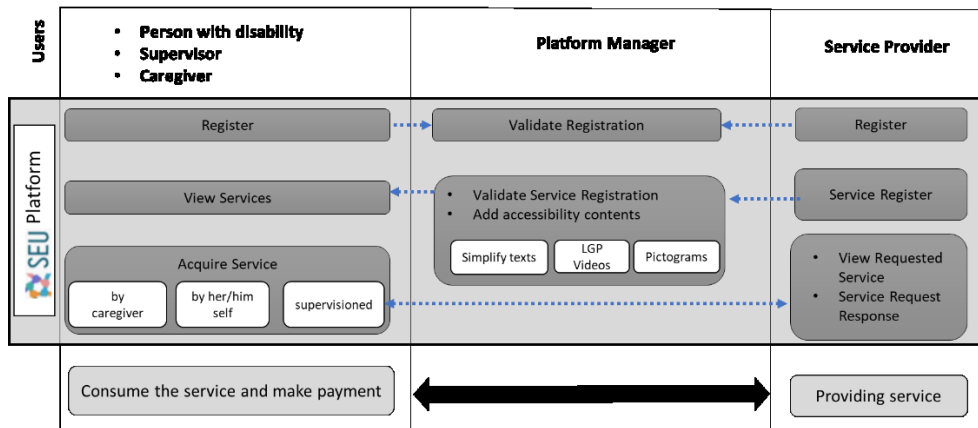 Users
• Person with disability
• Supervisor
• Caregiver
Platform Manager
Service Provider
SEU Platform
Register
Validate Registration
Register
View Services
• Validate Service Registration
• Add accessibility contents
Simplify texts
LGP
Videos
Pictograms
Service Register
Acquire Service
by
caregiver
by her/him
self
supervisioned
• View Requested
Service
• Service Request
Response
Consume the service and make payment
Providing service